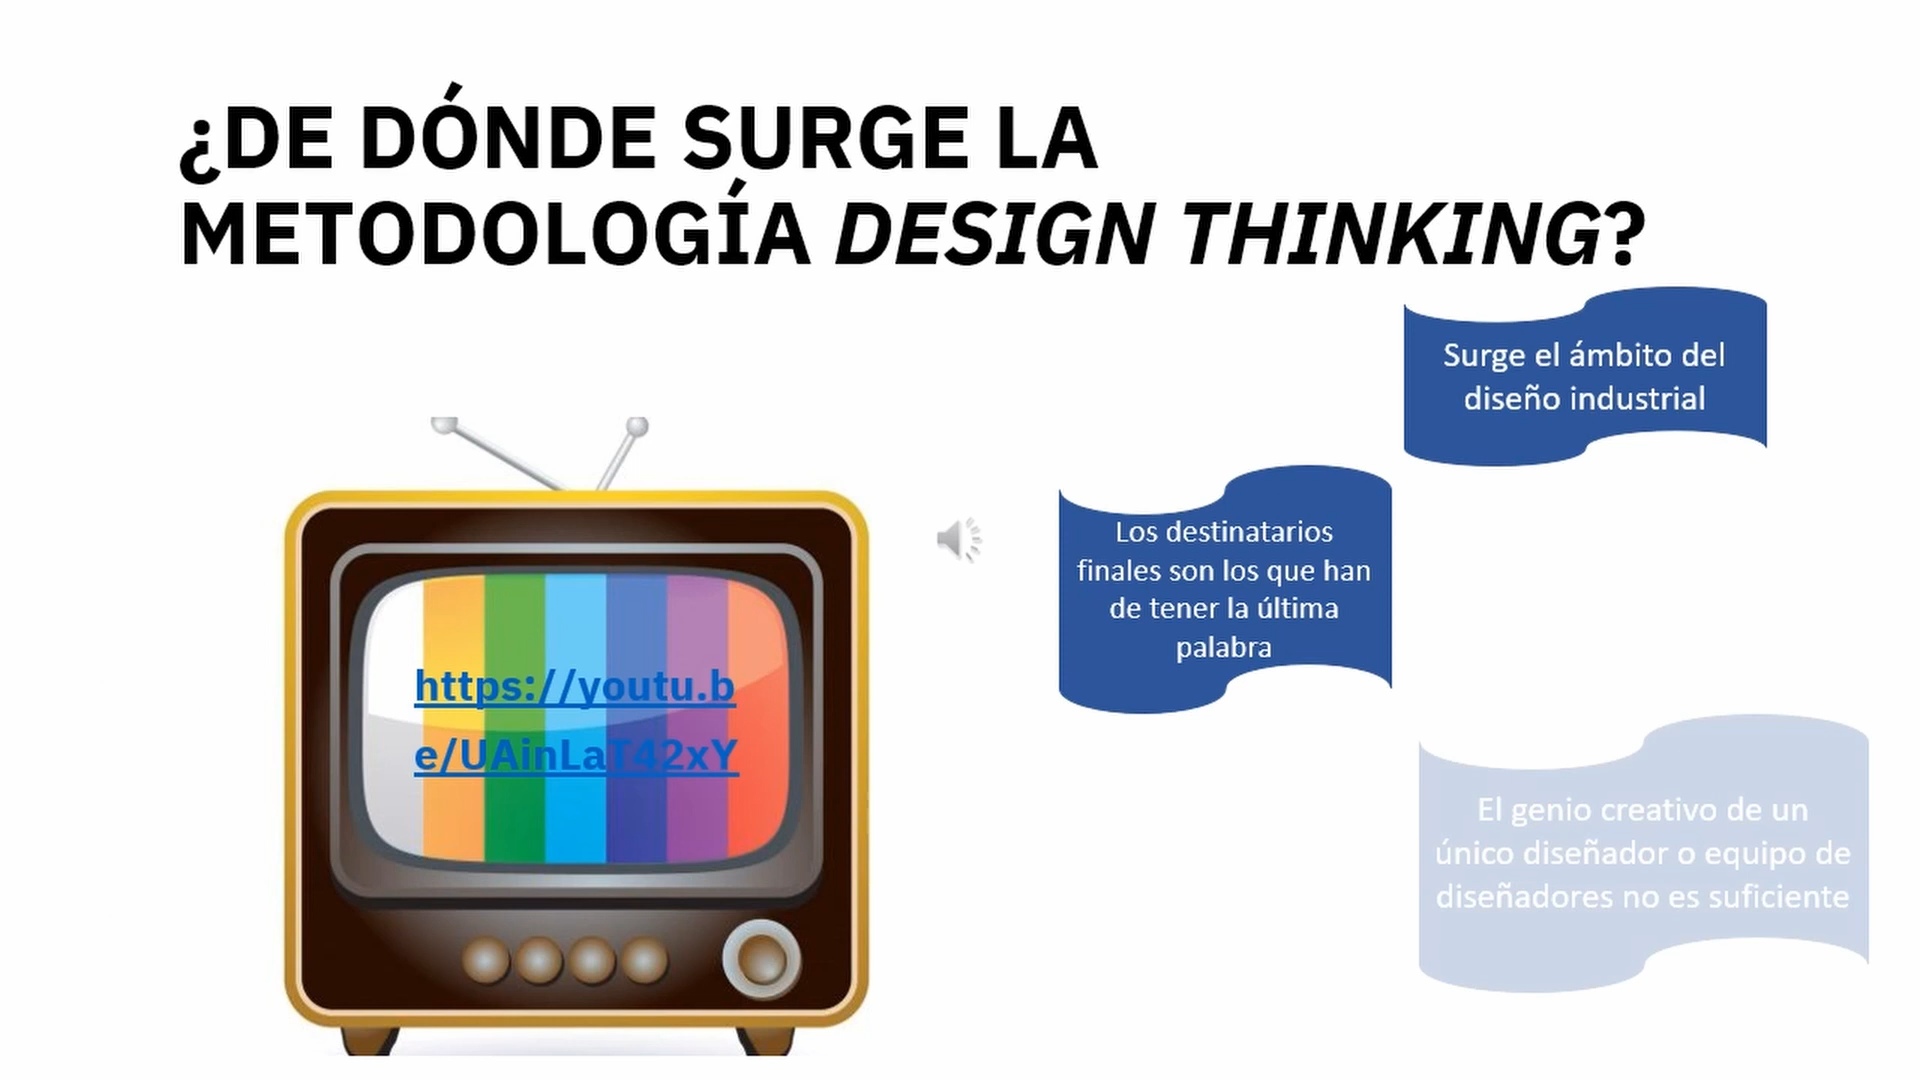 ¿DE DÓNDE SURGE LA
METODOLOGÍA DESIGN THINKING?
Surge el ámbito del
diseño industrial
Los destinatarios
finales son los que han
de tener la última
palabra
https://youtu.b
e/UAinLaT42xY
El genio creativo de un
único diseñador o equipo de
diseñadores no es suficiente